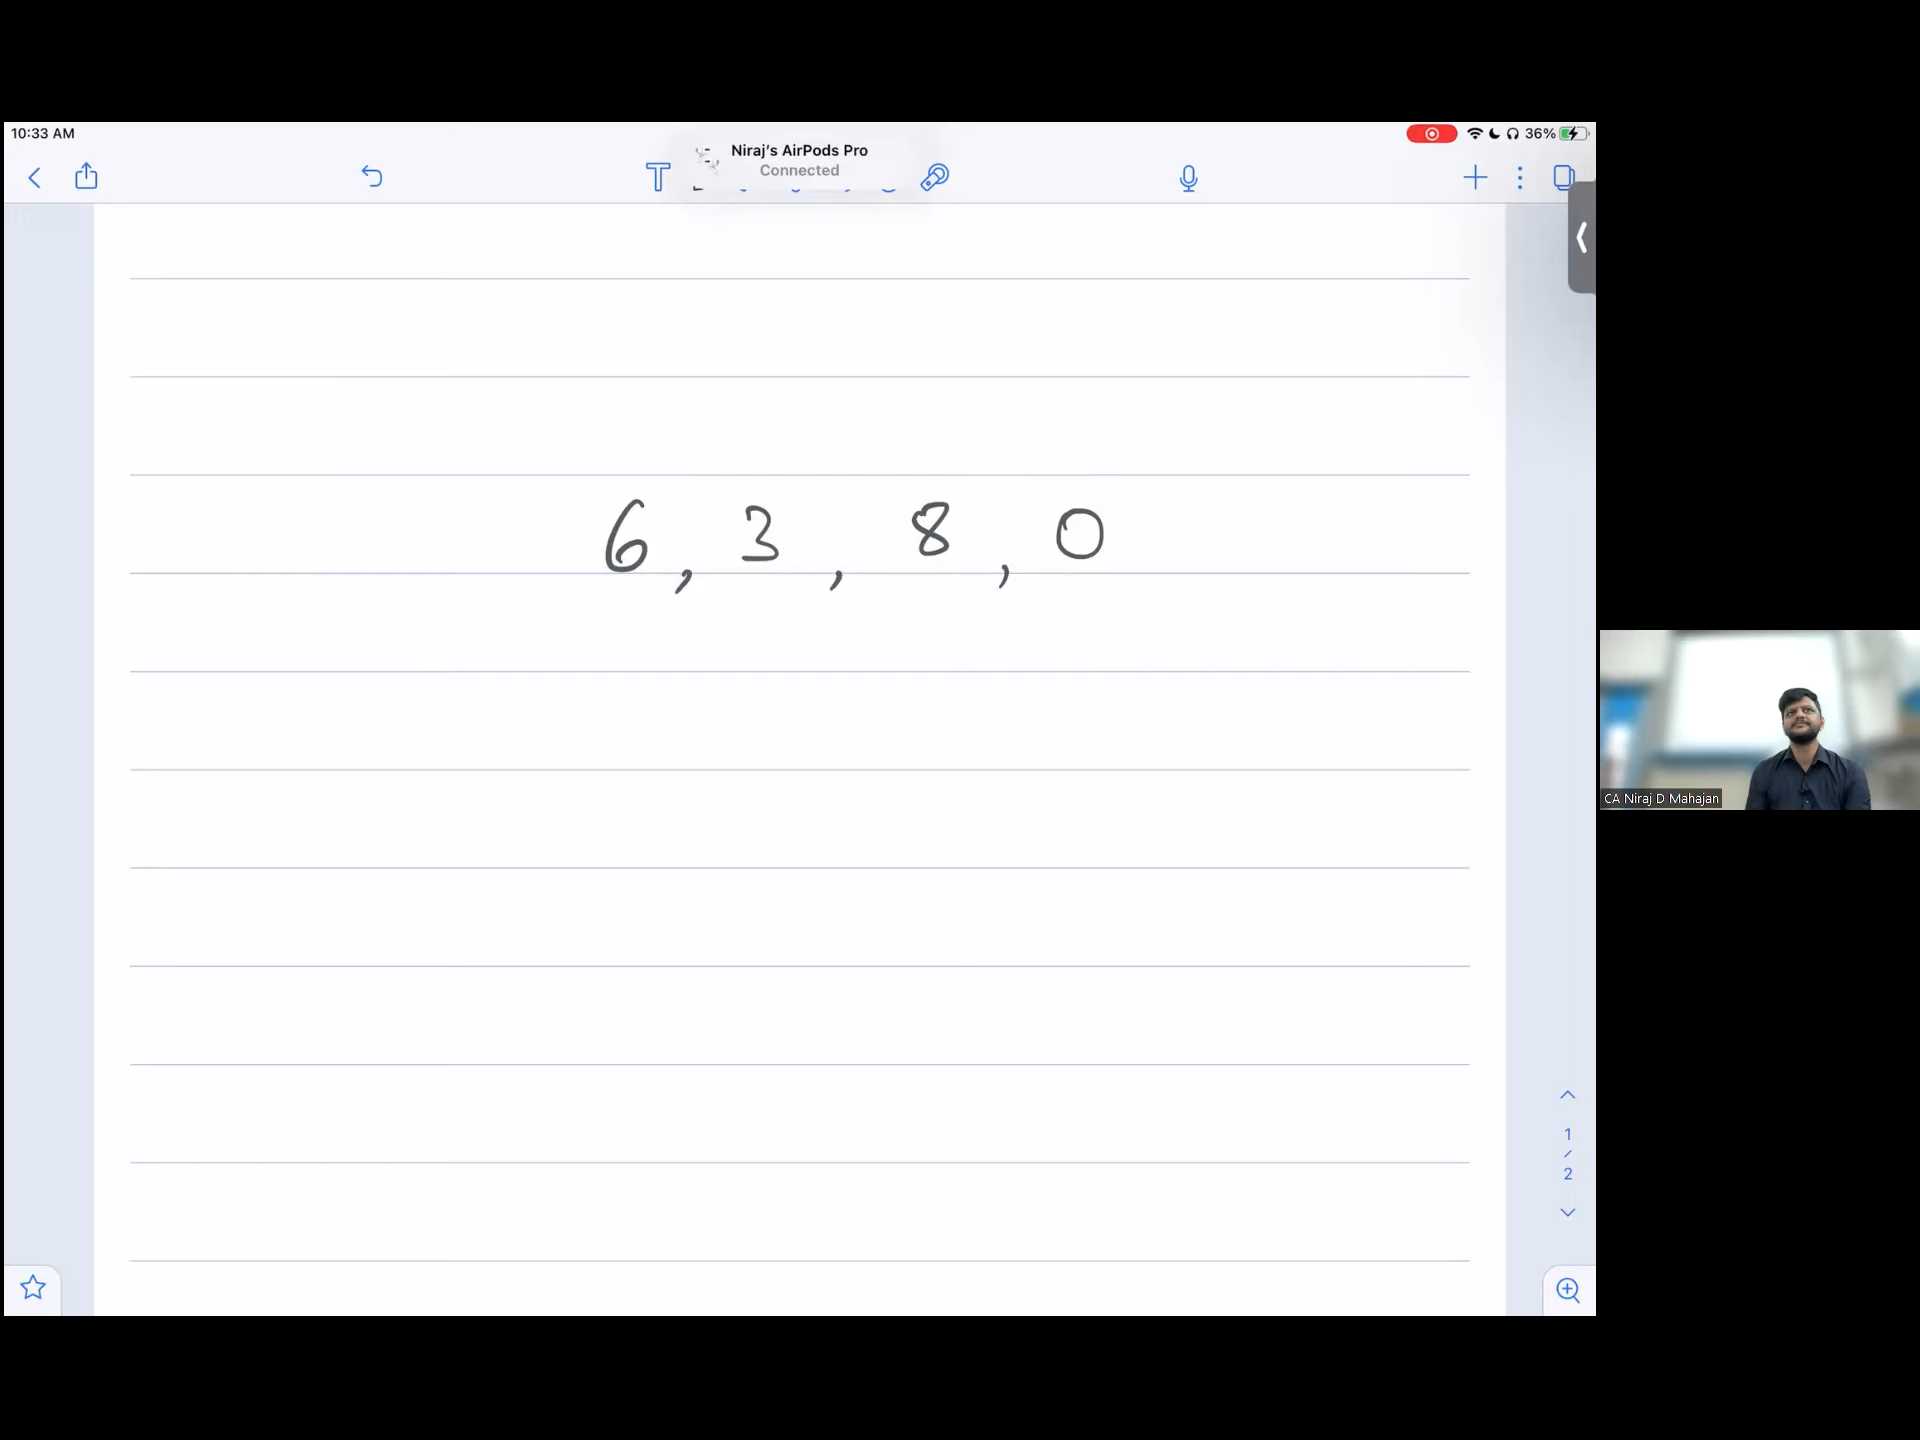 10:33 AM
36%
Niraj's AirPods Pro
Connected
6, 3, 8, 0
CA Niraj D Mahajan
1
/
2